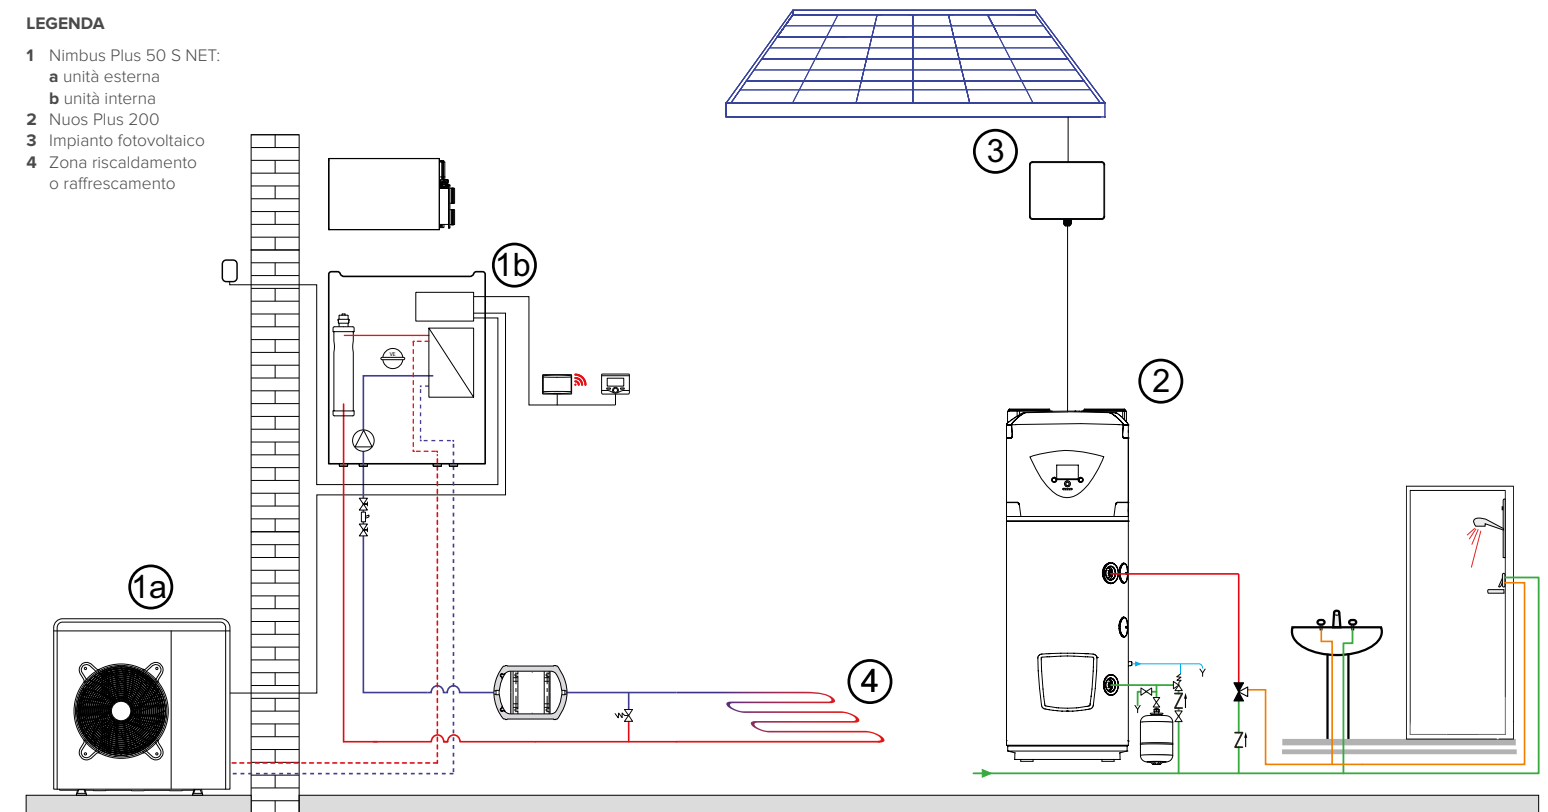 LEGENDA
1 Nimbus Plus 50 S NET:
a unità esterna
b unità interna
2 Nuos Plus 200
3 Impianto fotovoltaico
4 Zona riscaldamento
o raffrescamento
3
1b
VE
2
1a
4